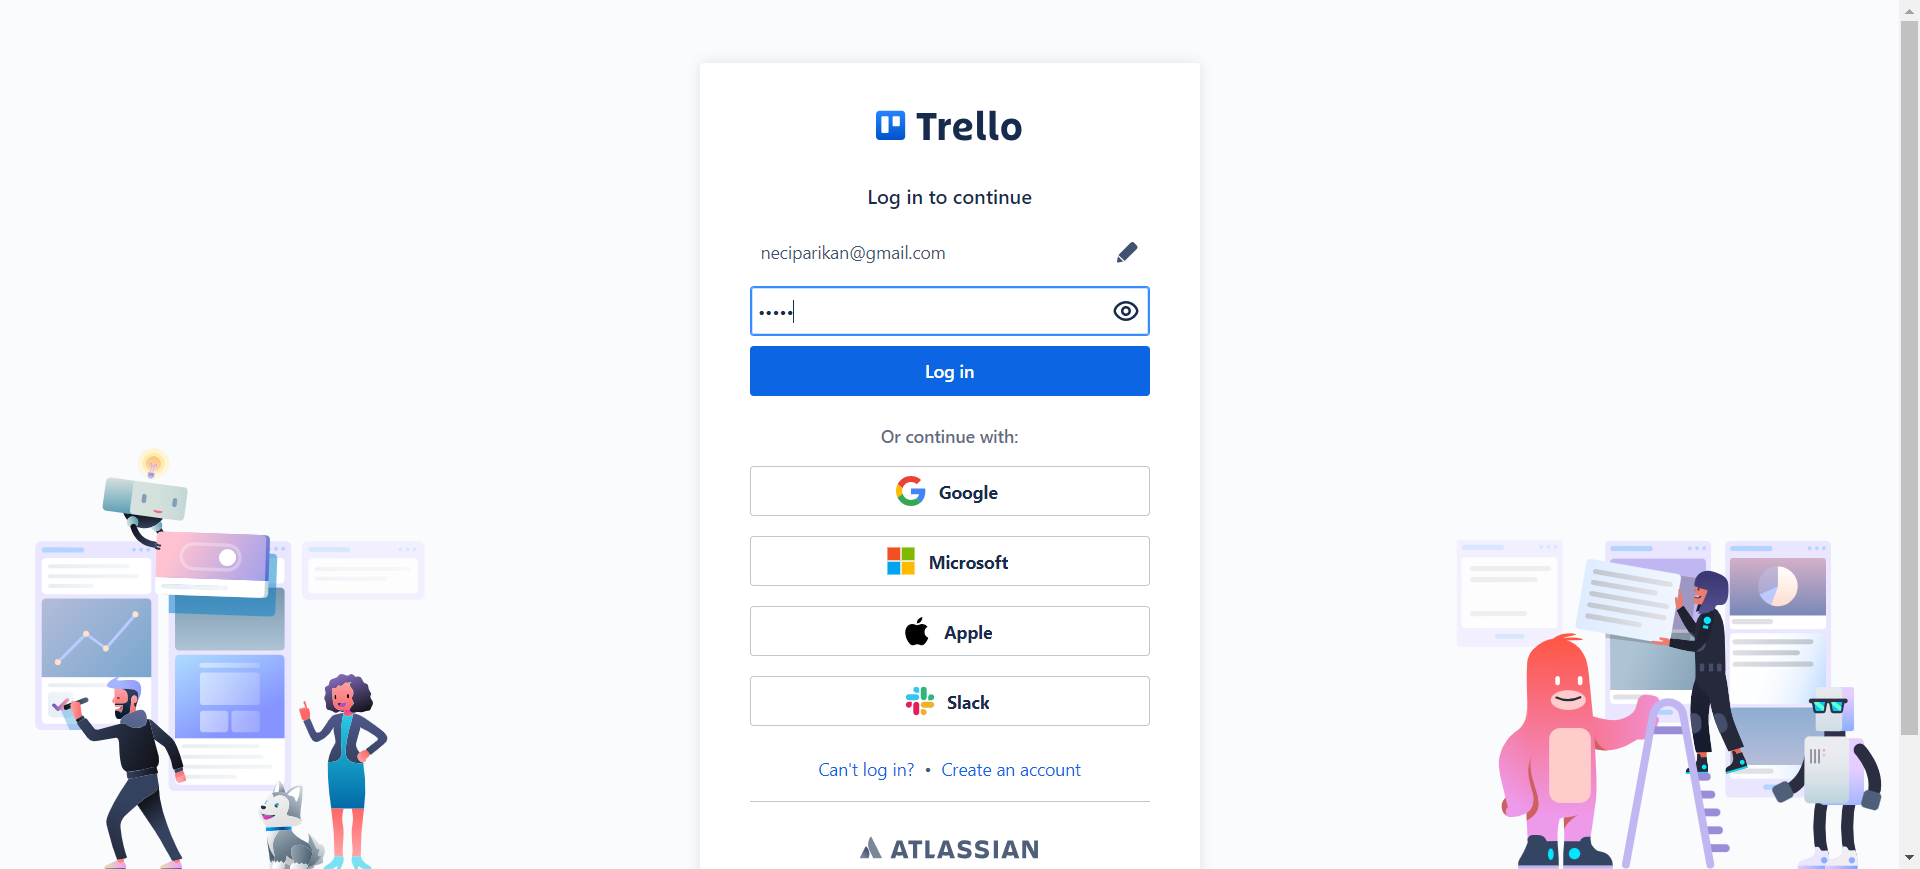 Trello
Log in to continue
neciparikan@gmail.com
•••••
Log in
Or continue with:
Google
Microsoft
Apple
Slack
Can't log in? • Create an account
ATLASSIAN